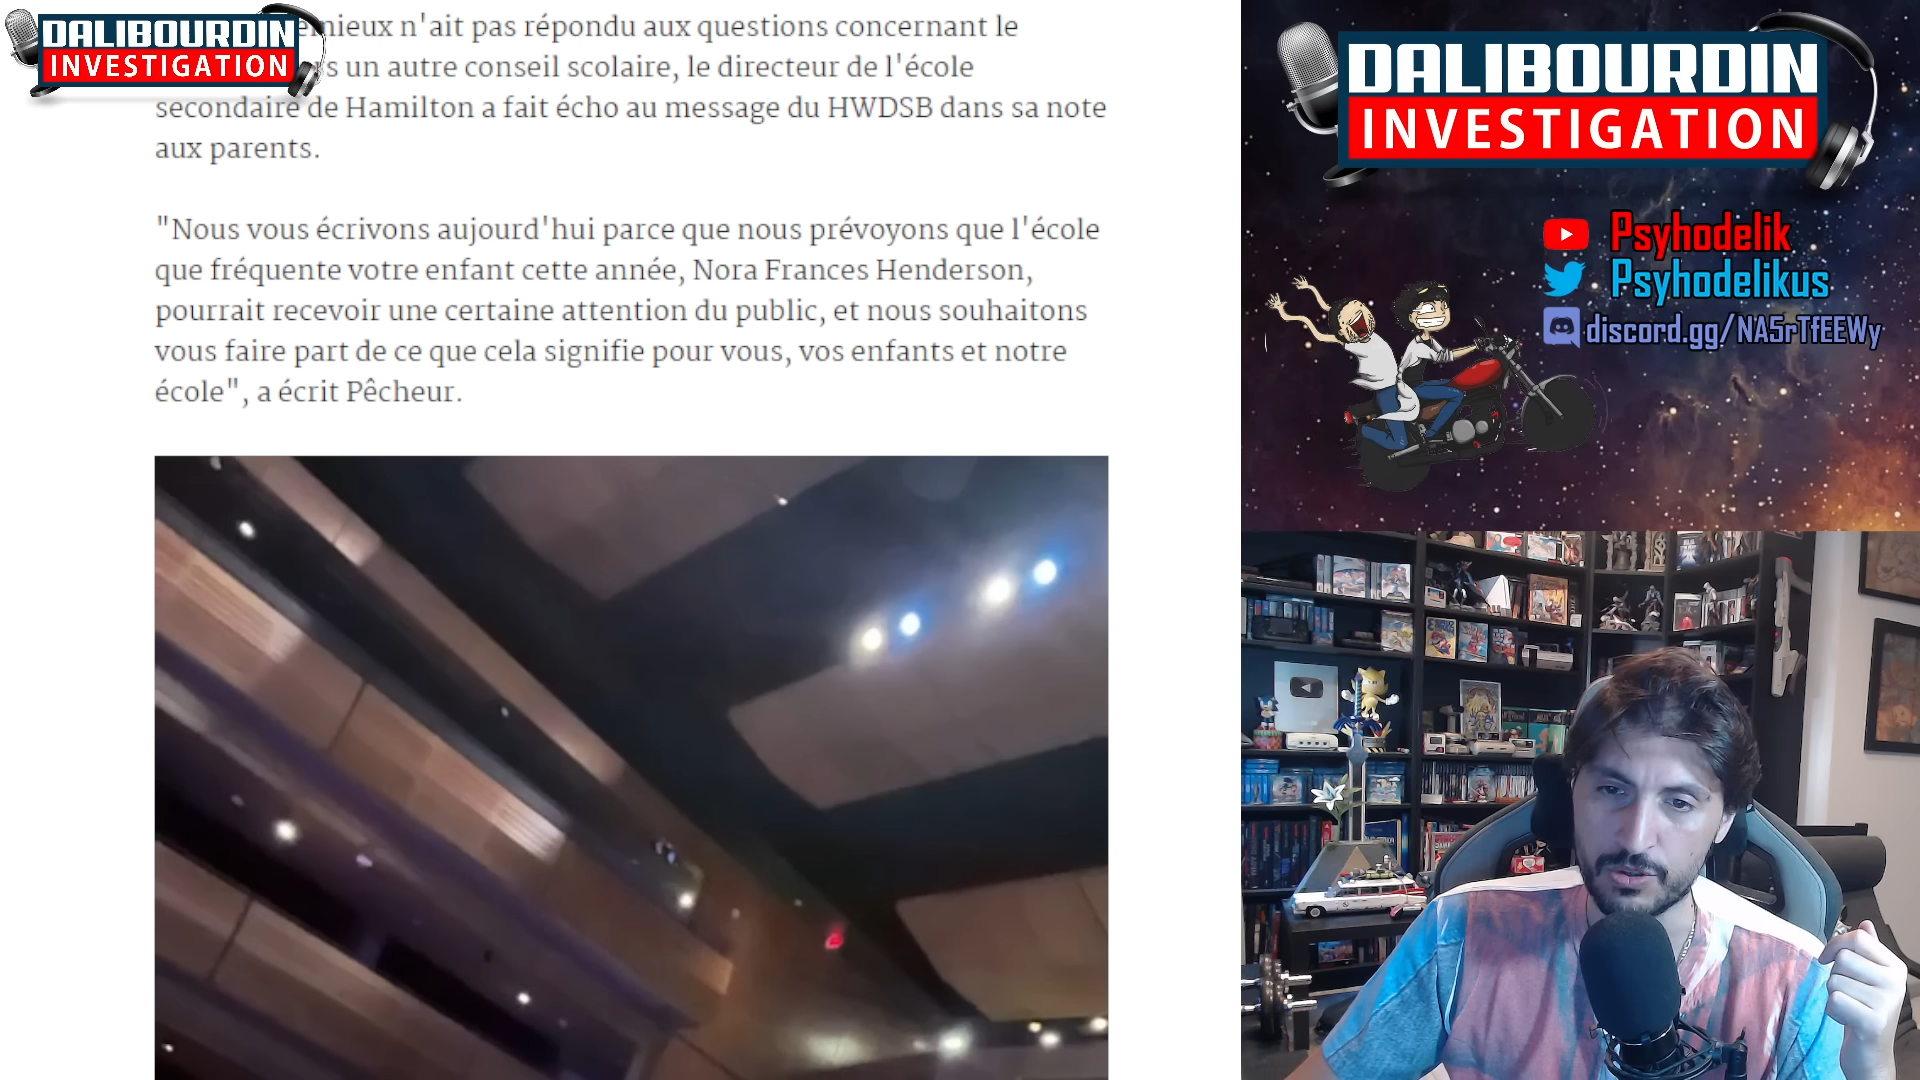 DALIBOURDIN
INVESTIGATION
mieux n'ait pas répondu aux questions concernant le
s un autre conseil scolaire, le directeur de l'école
secondaire de Hamilton a fait écho au message du HWDSB dans sa note
aux parents.
"Nous vous écrivons aujourd'hui parce que nous prévoyons que l'école
que fréquente votre enfant cette année, Nora Frances Henderson,
pourrait recevoir une certaine attention du public, et nous souhaitons
vous faire part de ce que cela signifie pour vous, vos enfants et notre
école", a écrit Pêcheur.
DALIBOURDIN
INVESTIGATION
Psyhodelik
Psyhodelikus
discord.gg/NA5rTfEEWy